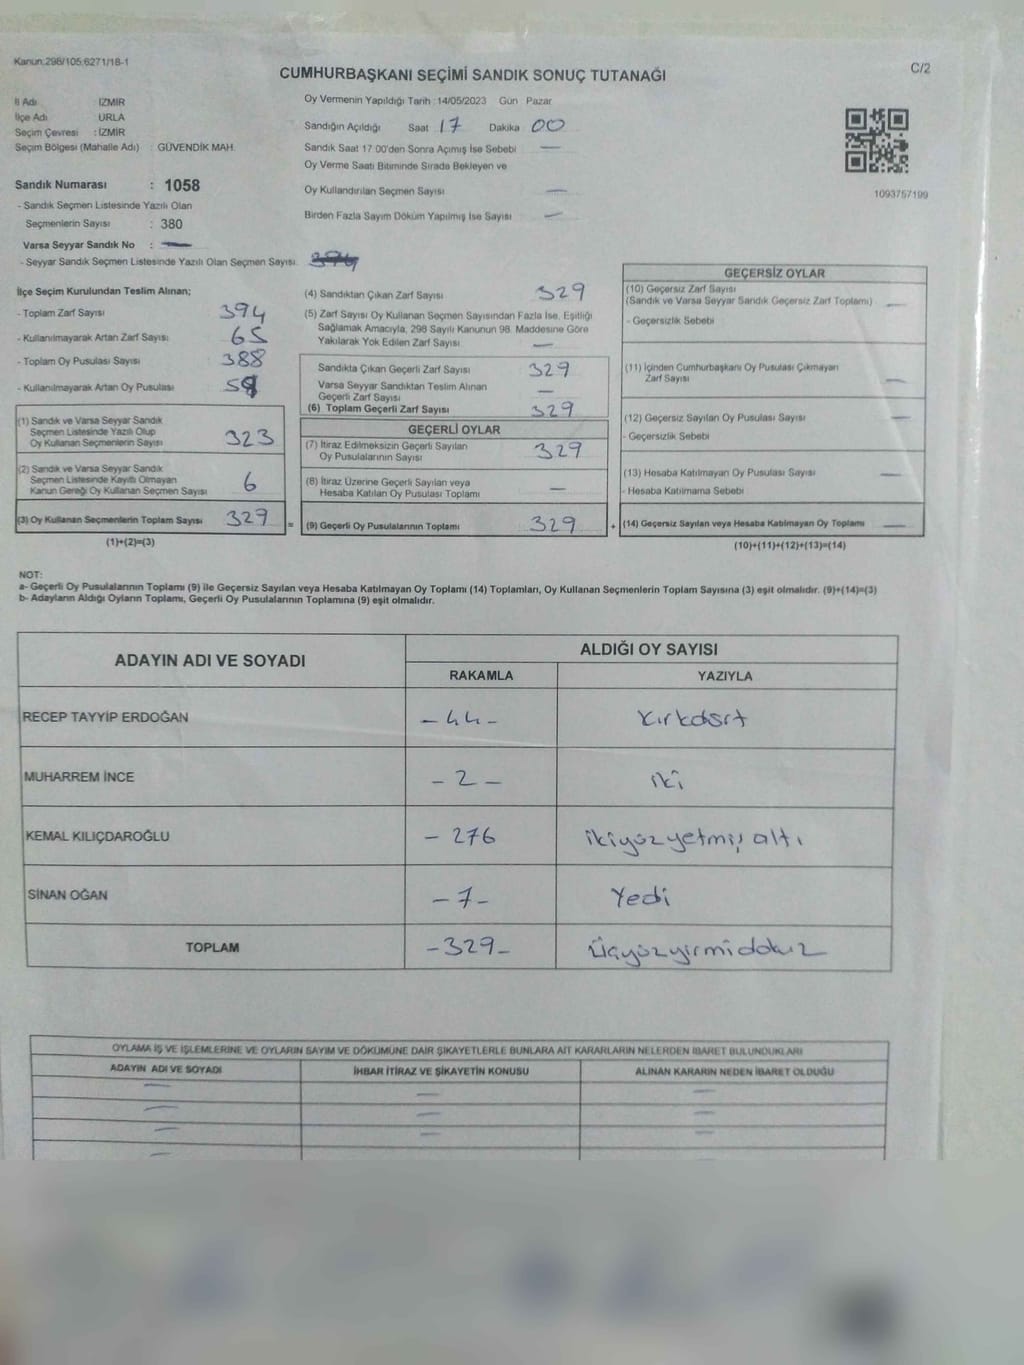 Kanun:298/105;6271/18-1
CUMHURBAŞKANI SEÇİMİ SANDIK SONUÇ TUTANAĞI
C/2
İl Adı İZMİR
İlçe Adı URLA
Seçim Çevresi : İZMİR
Seçim Bölgesi (Mahalle Adı) : GÜVENDİK MAH.
Oy Vermenin Yapıldığı Tarih :14/05/2023 Gün Pazar
Sandığın Açıldığı Saat 17 Dakika 00
Sandık Saat 17:00'den Sonra Açımış İse Sebebi —
Oy Verme Saati Bitiminde Sırada Bekleyen ve
Oy Kullandırılan Seçmen Sayısı —
Birden Fazla Sayım Döküm Yapılmış İse Sayısı —
1093757199
Sandık Numarası : 1058
- Sandık Seçmen Listesinde Yazılı Olan
Seçmenlerin Sayısı : 380
Varsa Seyyar Sandık No : —
- Seyyar Sandık Seçmen Listesinde Yazılı Olan Seçmen Sayısı:
İlçe Seçim Kurulundan Teslim Alınan;
- Toplam Zarf Sayısı 394
- Kullanılmayarak Artan Zarf Sayısı 65
- Toplam Oy Pusulası Sayısı 388
- Kullanılmayarak Artan Oy Pusulası
(1) Sandık ve Varsa Seyyar Sandık
Seçmen Listesinde Yazılı Olup
Oy Kullanan Seçmenlerin Sayısı 323
(2) Sandık ve Varsa Seyyar Sandık
Seçmen Listesinde Kayıtlı Olmayan
Kanun Gereği Oy Kullanan Seçmen Sayısı 6
(3) Oy Kullanan Seçmenlerin Toplam Sayısı 329 =
(1)+(2)=(3)
(4) Sandıktan Çıkan Zarf Sayısı 329
(5) Zarf Sayısı Oy Kullanan Seçmen Sayısından Fazla İse, Eşitliği
Sağlamak Amacıyla, 298 Sayılı Kanunun 98. Maddesine Göre
Yakılarak Yok Edilen Zarf Sayısı —
Sandıkta Çıkan Geçerli Zarf Sayısı 329
Varsa Seyyar Sandıktan Teslim Alınan
Geçerli Zarf Sayısı —
(6) Toplam Geçerli Zarf Sayısı 329
GEÇERLİ OYLAR
(7) İtiraz Edilmeksizin Geçerli Sayılan
Oy Pusulalarının Sayısı 329
(8) İtiraz Üzerine Geçerli Sayılan veya
Hesaba Katılan Oy Pusulası Toplamı —
(9) Geçerli Oy Pusulalarının Toplamı 329 +
GEÇERSİZ OYLAR
(10) Geçersiz Zarf Sayısı
(Sandık ve Varsa Seyyar Sandık Geçersiz Zarf Toplamı) —
- Geçersizlik Sebebi
(11) İçinden Cumhurbaşkanı Oy Pusulası Çıkmayan
Zarf Sayısı —
(12) Geçersiz Sayılan Oy Pusulası Sayısı —
- Geçersizlik Sebebi
(13) Hesaba Katılmayan Oy Pusulası Sayısı —
- Hesaba Katılmama Sebebi
(14) Geçersiz Sayılan veya Hesaba Katılmayan Oy Toplamı —
(10)+(11)+(12)+(13)=(14)
NOT:
a- Geçerli Oy Pusulalarının Toplamı (9) ile Geçersiz Sayılan veya Hesaba Katılmayan Oy Toplamı (14) Toplamları, Oy Kullanan Seçmenlerin Toplam Sayısına (3) eşit olmalıdır. (9)+(14)=(3)
b- Adayların Aldığı Oyların Toplamı, Geçerli Oy Pusulalarının Toplamına (9) eşit olmalıdır.
ADAYIN ADI VE SOYADI
ALDIĞI OY SAYISI
RAKAMLA YAZIYLA
RECEP TAYYİP ERDOĞAN -44- Kırkdört
MUHARREM İNCE -2- iki
KEMAL KILIÇDAROĞLU -276 ikiyüzyetmiş altı
SİNAN OĞAN -7- Yedi
TOPLAM -329- Üçyüzyirmidokuz
OYLAMA İŞ VE İŞLEMLERİNE VE OYLARIN SAYIM VE DÖKÜMÜNE DAİR ŞİKAYETLERLE BUNLARA AİT KARARLARIN NELERDEN İBARET BULUNDUKLARI
ADAYIN ADI VE SOYADI İHBAR İTİRAZ VE ŞİKAYETİN KONUSU ALINAN KARARIN NEDEN İBARET OLDUĞU
— — —
— — —
— — —
— —